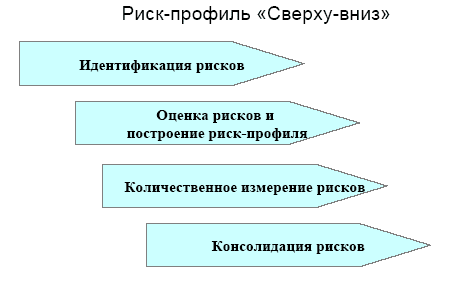 Риск-профиль «Сверху-вниз»
Идентификация рисков
Оценка рисков и
построение риск-профиля
Количественное измерение рисков
Консолидация рисков